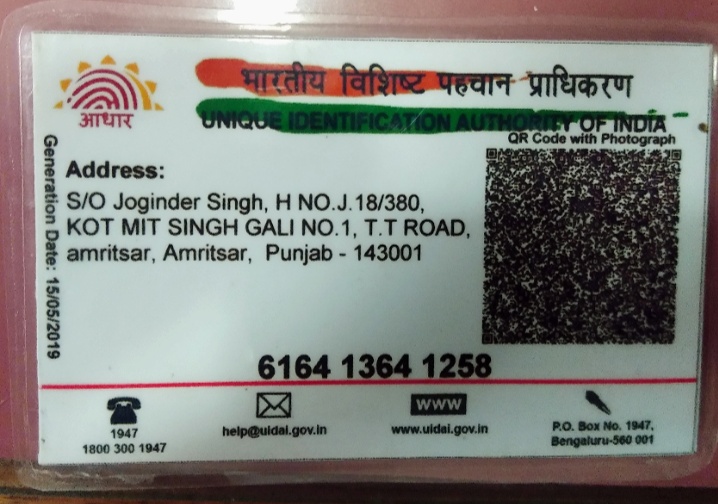 भारतीय विशिष्ट पहचान प्राधिकरण
आधार
UNIQUE IDENTIFICATION AUTHORITY OF INDIA
QR Code with Photograph
Generation Date: 15/05/2019
Address:
S/O Joginder Singh, H NO.J.18/380,
KOT MIT SINGH GALI NO.1, T.T ROAD,
amritsar, Amritsar, Punjab - 143001
6164 1364 1258
1947
1800 300 1947
help@uidai.gov.in
WWW
www.uidai.gov.in
P.O. Box No. 1947,
Bengaluru-560 001